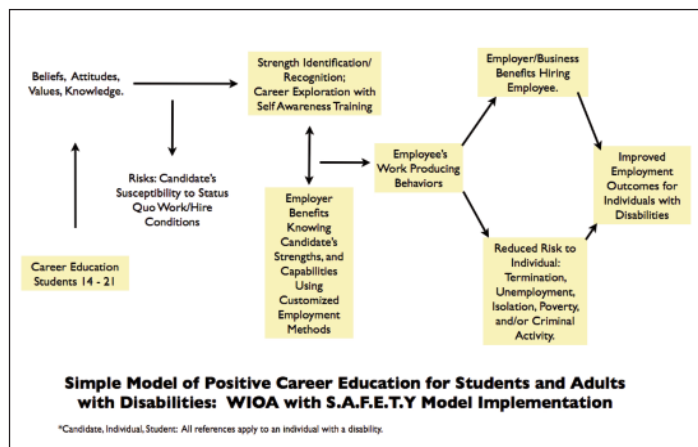 Beliefs, Attitudes,
Values, Knowledge.
Strength Identification/
Recognition;
Career Exploration with
Self Awareness Training
Employer/Business
Benefits Hiring
Employee.
Risks: Candidate's
Susceptibility to Status
Quo Work/Hire
Conditions
Employee's
Work Producing
Behaviors
Improved
Employment
Outcomes for
Individuals with
Disabilities
Career Education
Students 14 - 21
Employer
Benefits
Knowing
Candidate's
Strengths, and
Capabilities
Using
Customized
Employment
Methods
Reduced Risk to
Individual:
Termination,
Unemployment,
Isolation, Poverty,
and/or Criminal
Activity.
Simple Model of Positive Career Education for Students and Adults
with Disabilities: WIOA with S.A.F.E.T.Y Model Implementation
*Candidate, Individual, Student: All references apply to an individual with a disability.